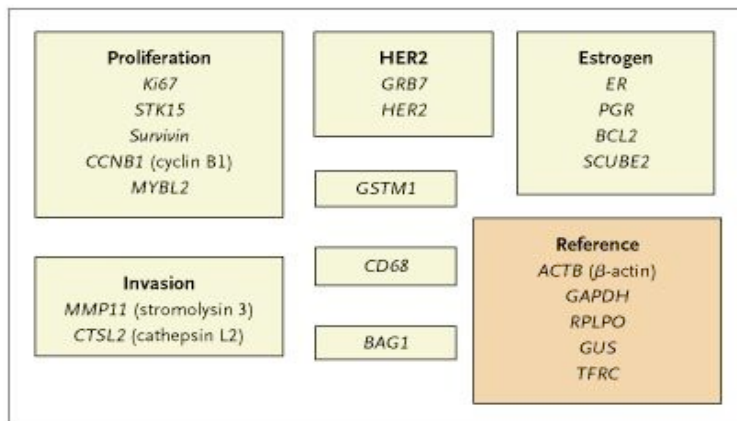 Proliferation
Ki67
STK15
Survivin
CCNB1 (cyclin B1)
MYBL2
HER2
GRB7
HER2
Estrogen
ER
PGR
BCL2
SCUBE2
GSTM1
CD68
BAG1
Invasion
MMP11 (stromolysin 3)
CTSL2 (cathepsin L2)
Reference
ACTB (β-actin)
GAPDH
RPLPO
GUS
TFRC